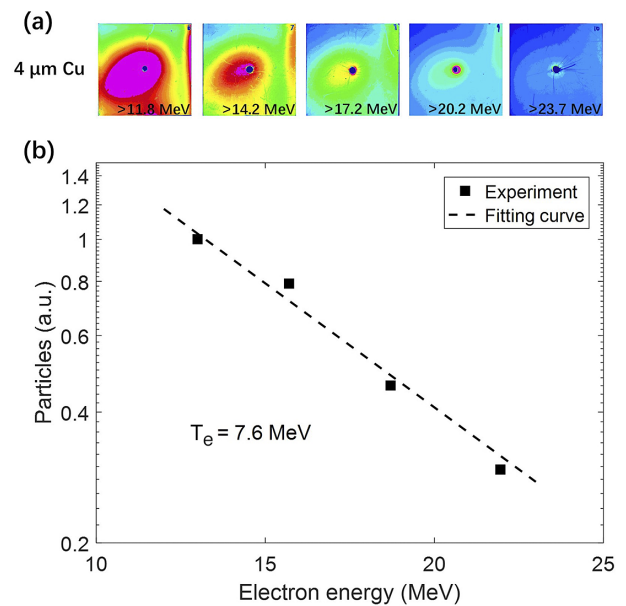 (a)
4 μm Cu
>11.8 MeV
>14.2 MeV
>17.2 MeV
>20.2 MeV
>23.7 MeV
(b)
1.4
1.2
1
0.8
0.6
0.4
0.2
Particles (a.u.)
Experiment
Fitting curve
Te = 7.6 MeV
10
15
20
25
Electron energy (MeV)